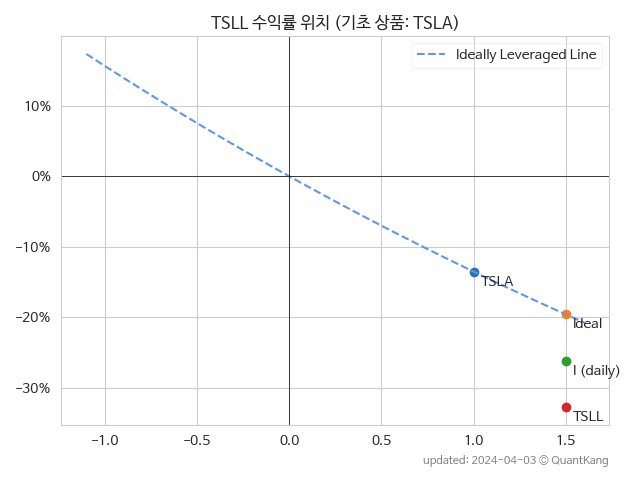 TSLL 수익률 위치 (기초 상품: TSLA)
Ideally Leveraged Line
10%
0%
−10%
−20%
−30%
TSLA
Ideal
I (daily)
TSLL
−1.0
−0.5
0.0
0.5
1.0
1.5
updated: 2024-04-03 © QuantKang